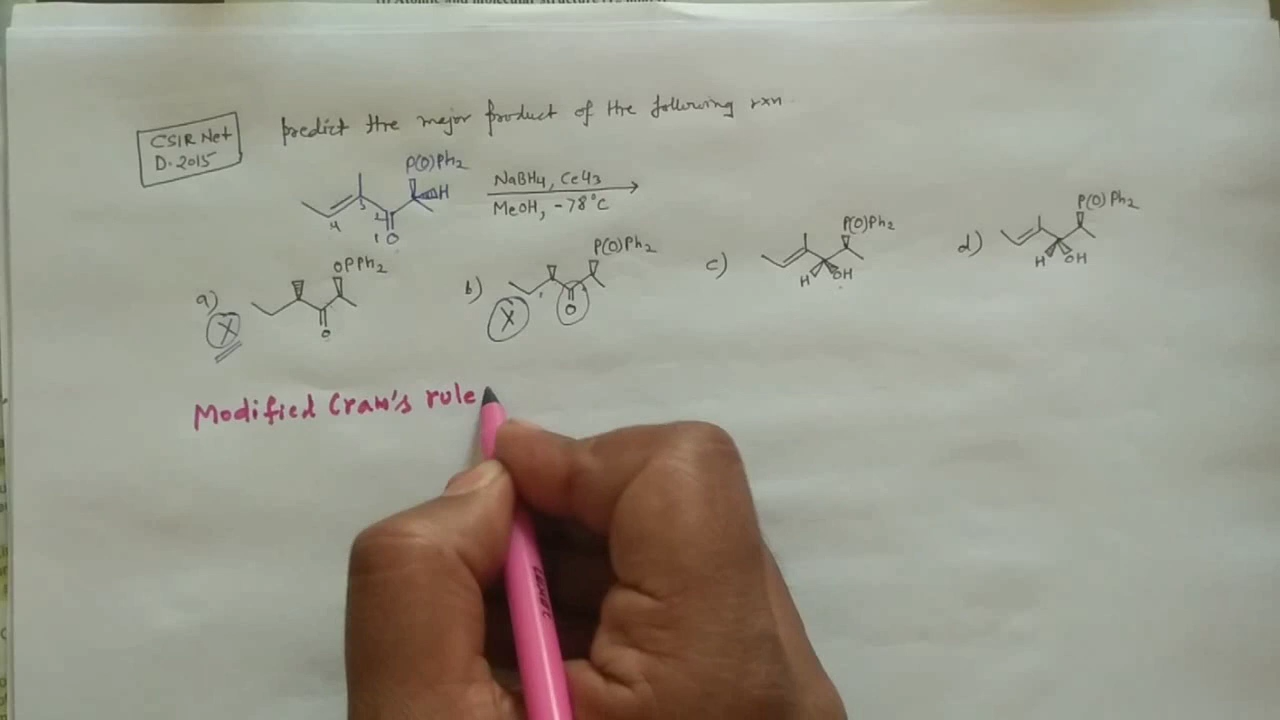 CSIR Net
D. 2015
predict the major product of the following rxn.
P(O)Ph2
H
3
2
4
1 O
NaBH4, CeCl3
MeOH, -78°C
a)
OPPh2
O
X
b)
P(O)Ph2
O
X
c)
P(O)Ph2
H OH
d)
P(O)Ph2
H OH
Modified Cram's rule